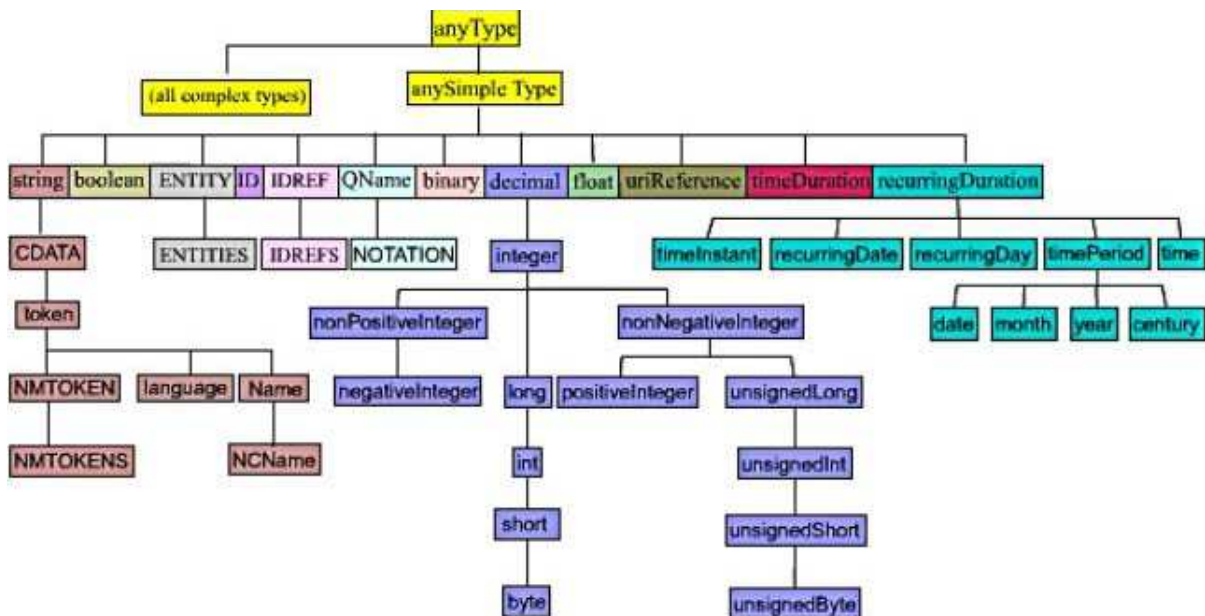 anyType
(all complex types) anySimple Type
string boolean ENTITY ID IDREF QName binary decimal float uriReference timeDuration recurringDuration
CDATA ENTITIES IDREFS NOTATION integer timeInstant recurringDate recurringDay timePeriod time
token nonPositiveInteger nonNegativeInteger date month year century
NMTOKEN language Name negativeInteger long positiveInteger unsignedLong
NMTOKENS NCName int unsignedInt
short unsignedShort
byte unsignedByte